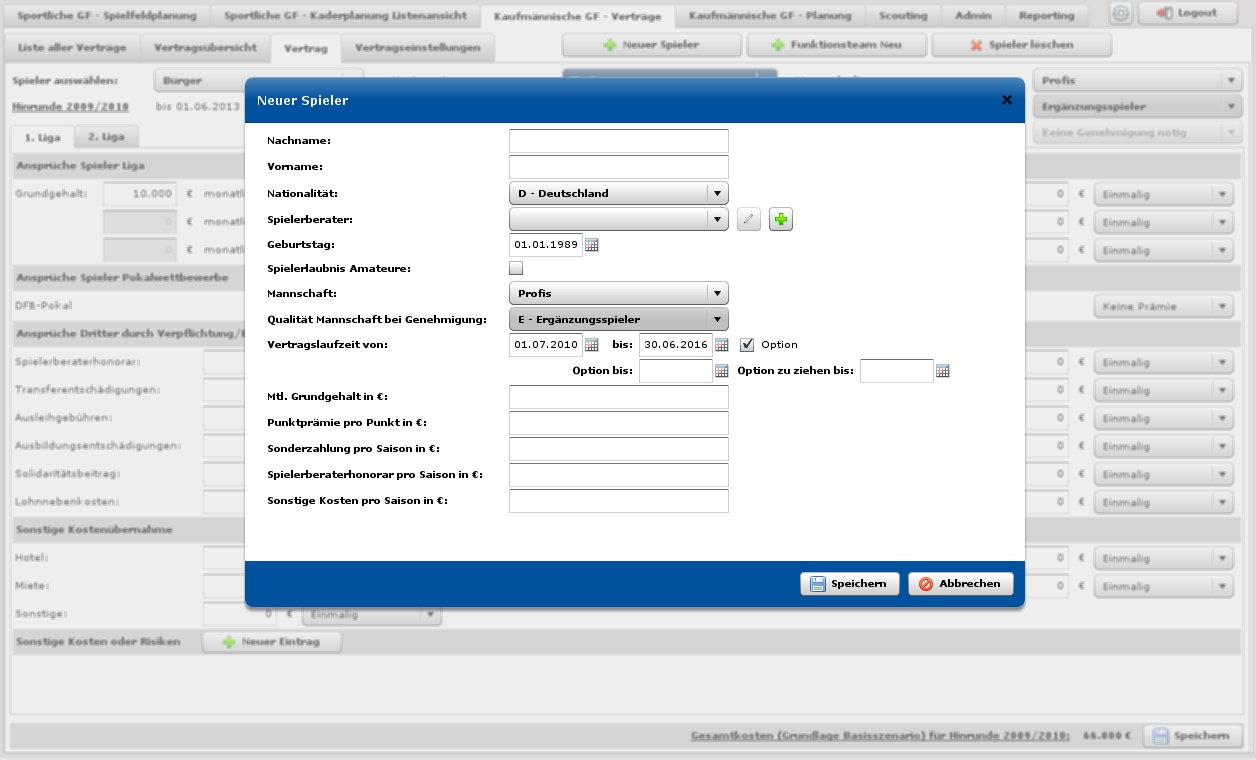 Sportliche GF - Spielfeldplanung Sportliche GF - Kaderplanung Listenansicht Kaufmännische GF - Verträge Kaufmännische GF - Planung Scouting Admin Reporting Logout
Liste aller Verträge Vertragsübersicht Vertrag Vertragseinstellungen Neuer Spieler Funktionsteam Neu Spieler löschen
Spieler auswählen: Bürger Profis
Hinrunde 2009/2010 bis 01.06.2013 Ergänzungsspieler
1. Liga 2. Liga Keine Genehmigung nötig
Neuer Spieler
Nachname:
Vorname:
Nationalität: D - Deutschland
Spielerberater:
Geburtstag: 01.01.1989
Spielerlaubnis Amateure:
Mannschaft: Profis
Qualität Mannschaft bei Genehmigung: E - Ergänzungsspieler
Vertragslaufzeit von: 01.07.2010 bis: 30.06.2016 Option
Option bis: Option zu ziehen bis:
Mtl. Grundgehalt in €:
Punktprämie pro Punkt in €:
Sonderzahlung pro Saison in €:
Spielerberaterhonorar pro Saison in €:
Sonstige Kosten pro Saison in €:
Speichern Abbrechen
Ansprüche Spieler Liga
Grundgehalt: 10.000 € monatli 0 € Einmalig
0 € monatli 0 € Einmalig
0 € monatli 0 € Einmalig
Ansprüche Spieler Pokalwettbewerbe
DFB-Pokal Keine Prämie
Ansprüche Dritter durch Verpflichtung/
Spielerberaterhonorar: 0 € Einmalig
Transferentschädigungen: 0 € Einmalig
Ausleihgebühren: 0 € Einmalig
Ausbildungsentschädigungen: 0 € Einmalig
Solidaritätsbeitrag: 0 € Einmalig
Lohnnebenkosten: 0 € Einmalig
Sonstige Kostenübernahme
Hotel: 0 € Einmalig
Miete: 0 € Einmalig
Sonstige: 0 € Einmalig
Sonstige Kosten oder Risiken Neuer Eintrag
Gesamtkosten (Grundlage Basisszenario) für Hinrunde 2009/2010: 66.000 € Speichern